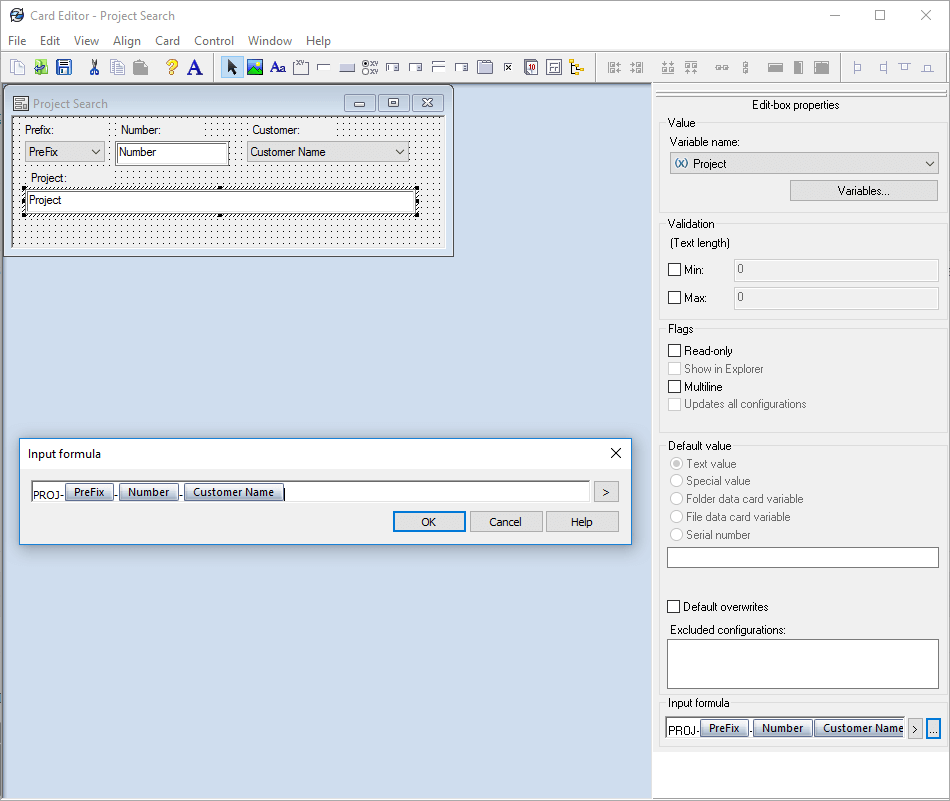 Card Editor - Project Search
File Edit View Align Card Control Window Help
Project Search
Prefix: Number: Customer:
PreFix Number Customer Name
Project:
Project
Input formula
PROJ- PreFix - Number - Customer Name >
OK Cancel Help
Edit-box properties
Value
Variable name:
(x) Project
Variables...
Validation
(Text length)
Min: 0
Max: 0
Flags
Read-only
Show in Explorer
Multiline
Updates all configurations
Default value
Text value
Special value
Folder data card variable
File data card variable
Serial number
Default overwrites
Excluded configurations:
Input formula
PROJ- PreFix - Number Customer Name > ...